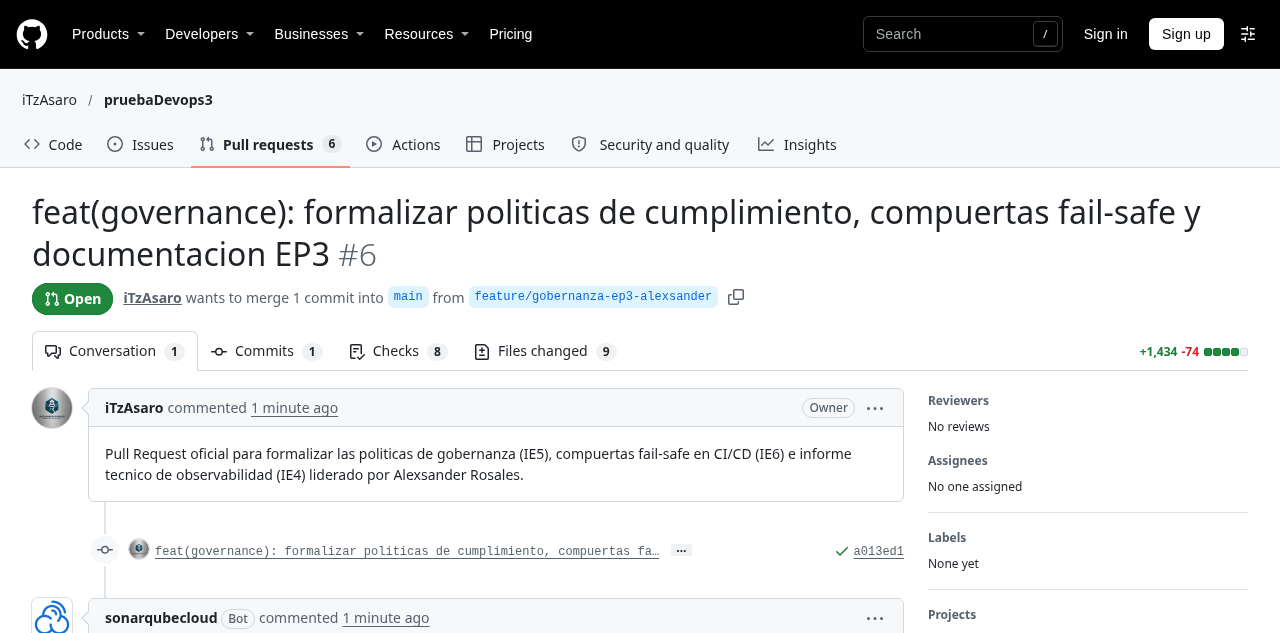 Products
Developers
Businesses
Resources
Pricing
Search
/
Sign in
Sign up
iTzAsaro / pruebaDevops3
Code
Issues
Pull requests 6
Actions
Projects
Security and quality
Insights
feat(governance): formalizar politicas de cumplimiento, compuertas fail-safe y
documentacion EP3 #6
Open
iTzAsaro wants to merge 1 commit into main from feature/gobernanza-ep3-alexsander
Conversation 1
Commits 1
Checks 8
Files changed 9
+1,434 -74
iTzAsaro commented 1 minute ago
Owner
Pull Request oficial para formalizar las politicas de gobernanza (IE5), compuertas fail-safe en CI/CD (IE6) e informe
tecnico de observabilidad (IE4) liderado por Alexsander Rosales.
feat(governance): formalizar politicas de cumplimiento, compuertas fa…
a013ed1
sonarqubecloud Bot commented 1 minute ago
Reviewers
No reviews
Assignees
No one assigned
Labels
None yet
Projects